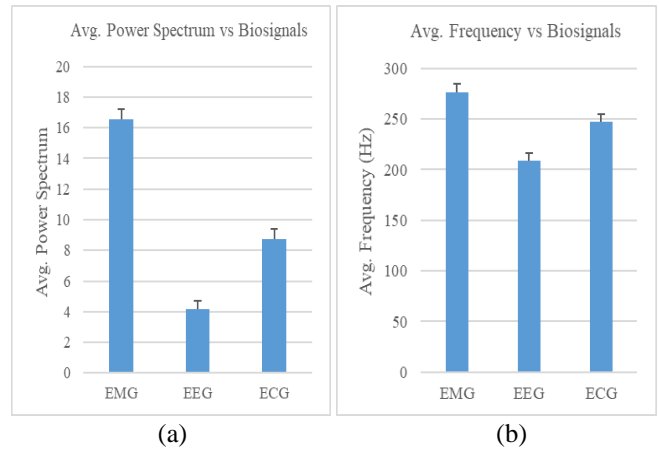 Avg. Power Spectrum vs Biosignals
Avg. Power Spectrum
20
18
16
14
12
10
8
6
4
2
0
EMG EEG ECG
(a)
Avg. Frequency vs Biosignals
Avg. Frequency (Hz)
300
250
200
150
100
50
0
EMG EEG ECG
(b)